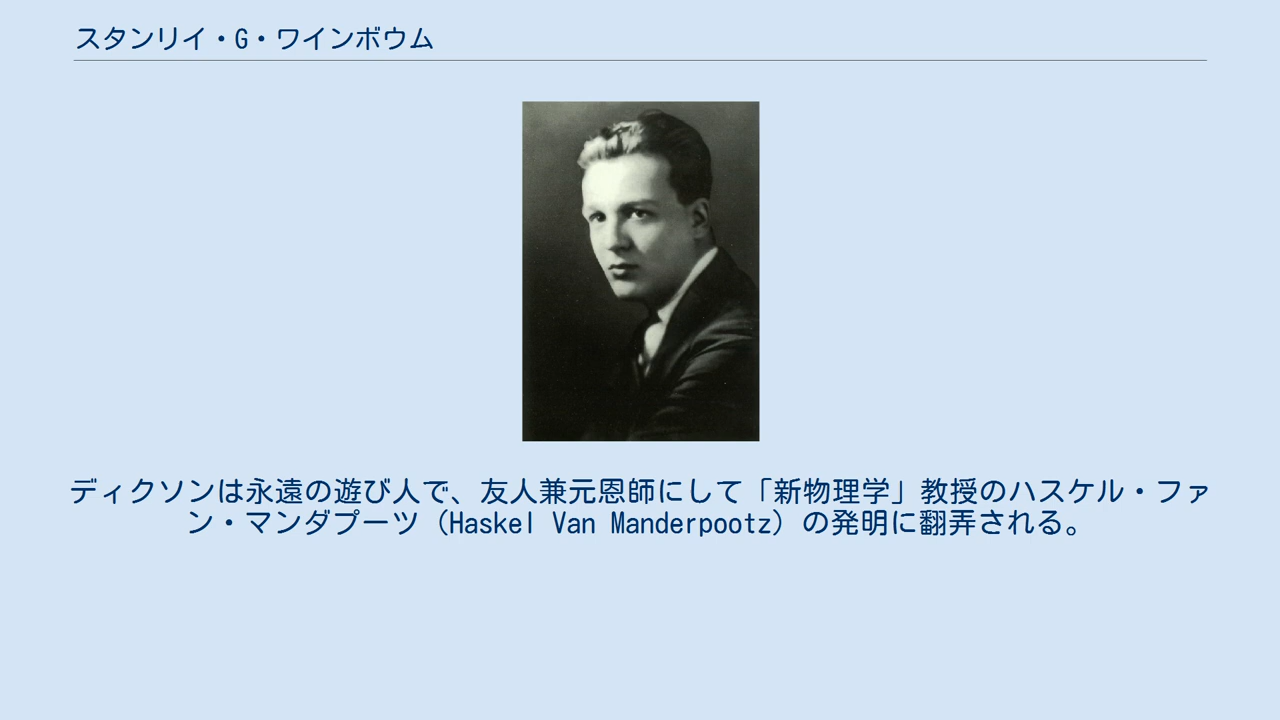 スタンリイ・G・ワインボウム
ディクソンは永遠の遊び人で、友人兼元恩師にして「新物理学」教授のハスケル・ファ
ン・マンダプーツ（Haskel Van Manderpootz）の発明に翻弄される。